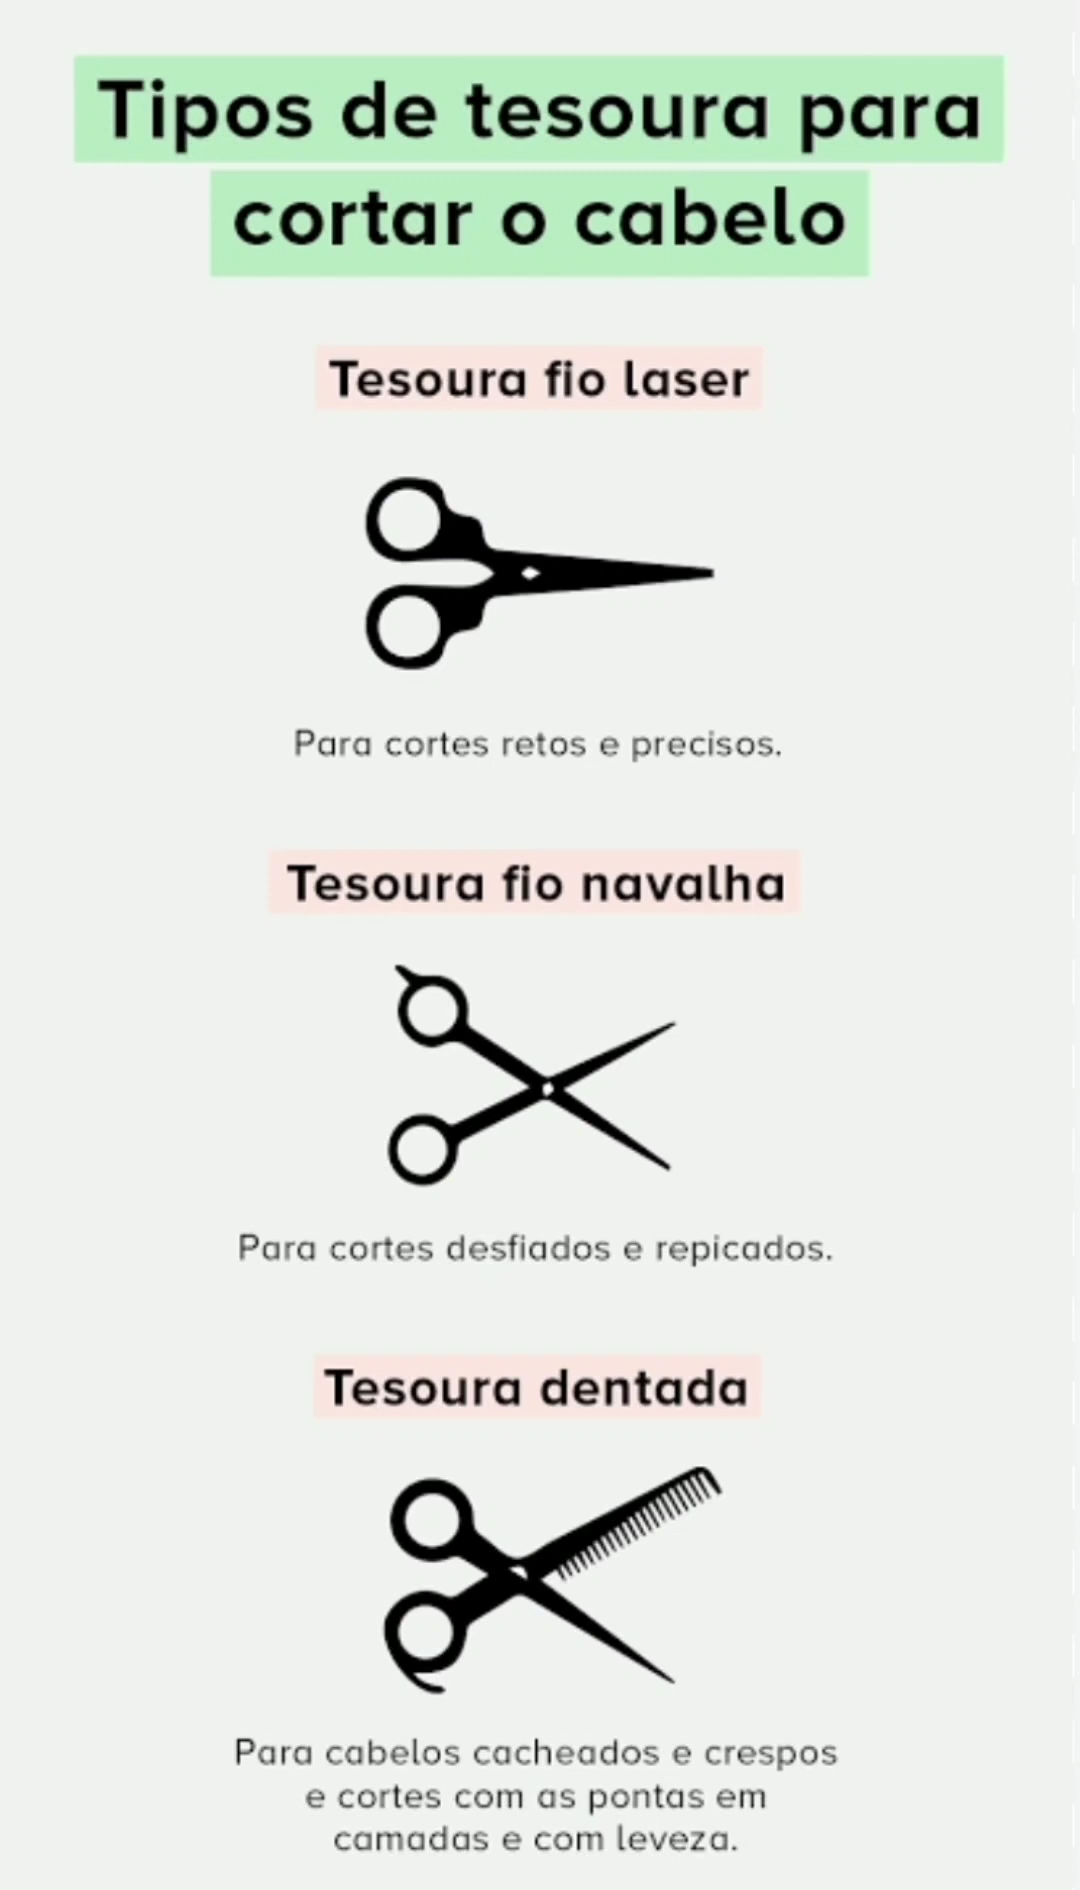 Tipos de tesoura para
cortar o cabelo
Tesoura fio laser
Para cortes retos e precisos.
Tesoura fio navalha
Para cortes desfiados e repicados.
Tesoura dentada
Para cabelos cacheados e crespos
e cortes com as pontas em
camadas e com leveza.